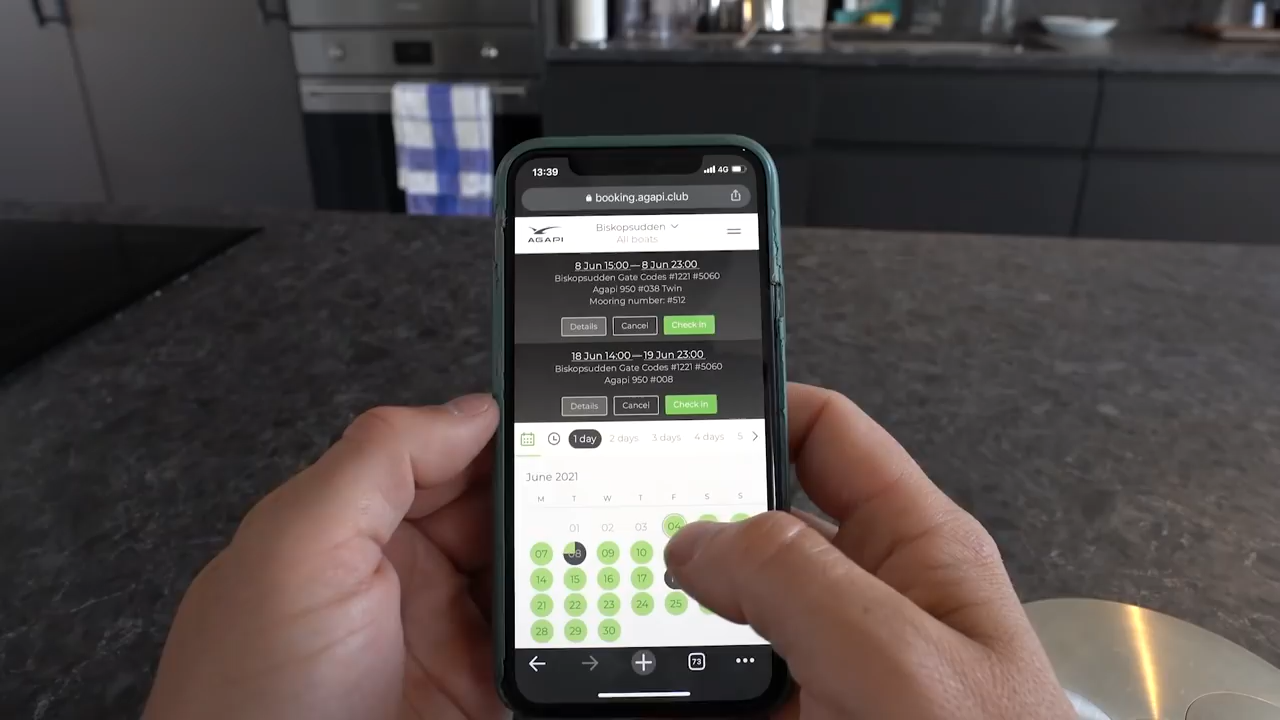 13:39
4G
booking.agapi.club
AGAPI
Biskopsudden
All boats
8 Jun 15:00 — 8 Jun 23:00
Biskopsudden Gate Codes #1221 #5060
Agapi 950 #038 Twin
Mooring number: #512
Details Cancel Check in
18 Jun 14:00 — 19 Jun 23:00
Biskopsudden Gate Codes #1221 #5060
Agapi 950 #008
Details Cancel Check in
1 day 2 days 3 days 4 days 5
June 2021
M T W T F S S
01 02 03 04
07 08 09 10
14 15 16 17
21 22 23 24 25
28 29 30
73